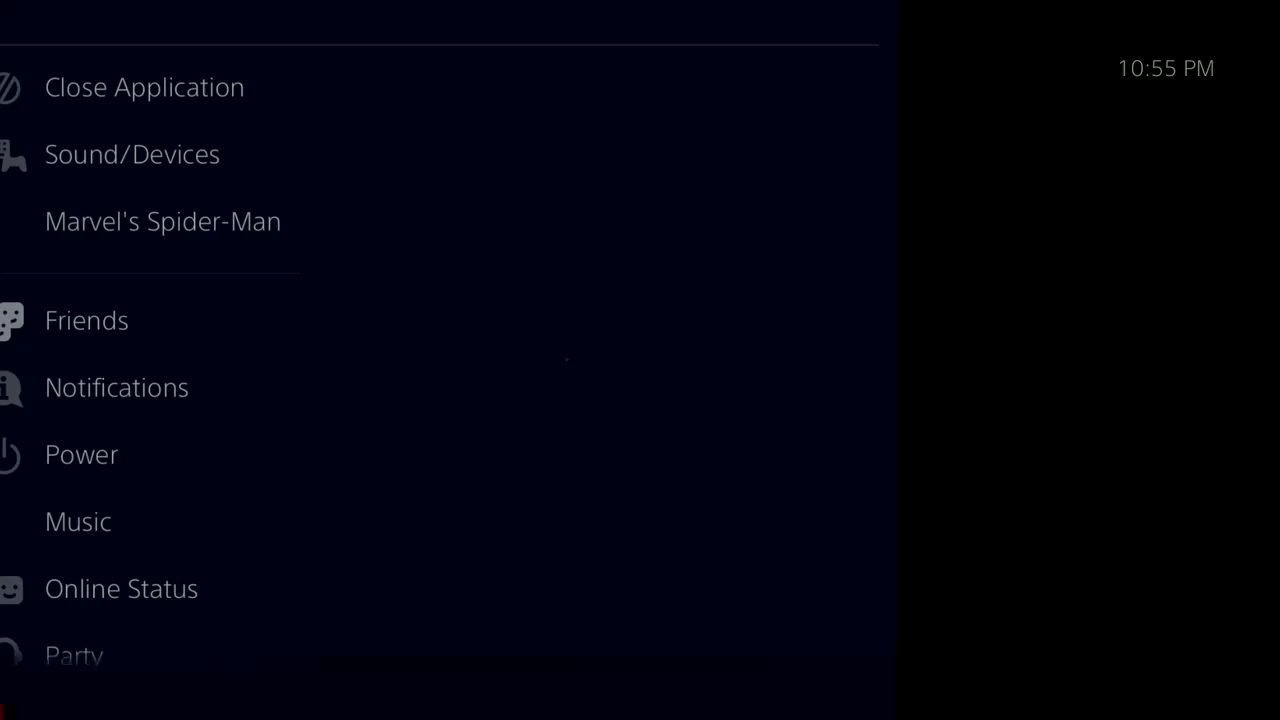 10:55 PM
Close Application
Sound/Devices
Marvel's Spider-Man
Friends
Notifications
Power
Music
Online Status
Party